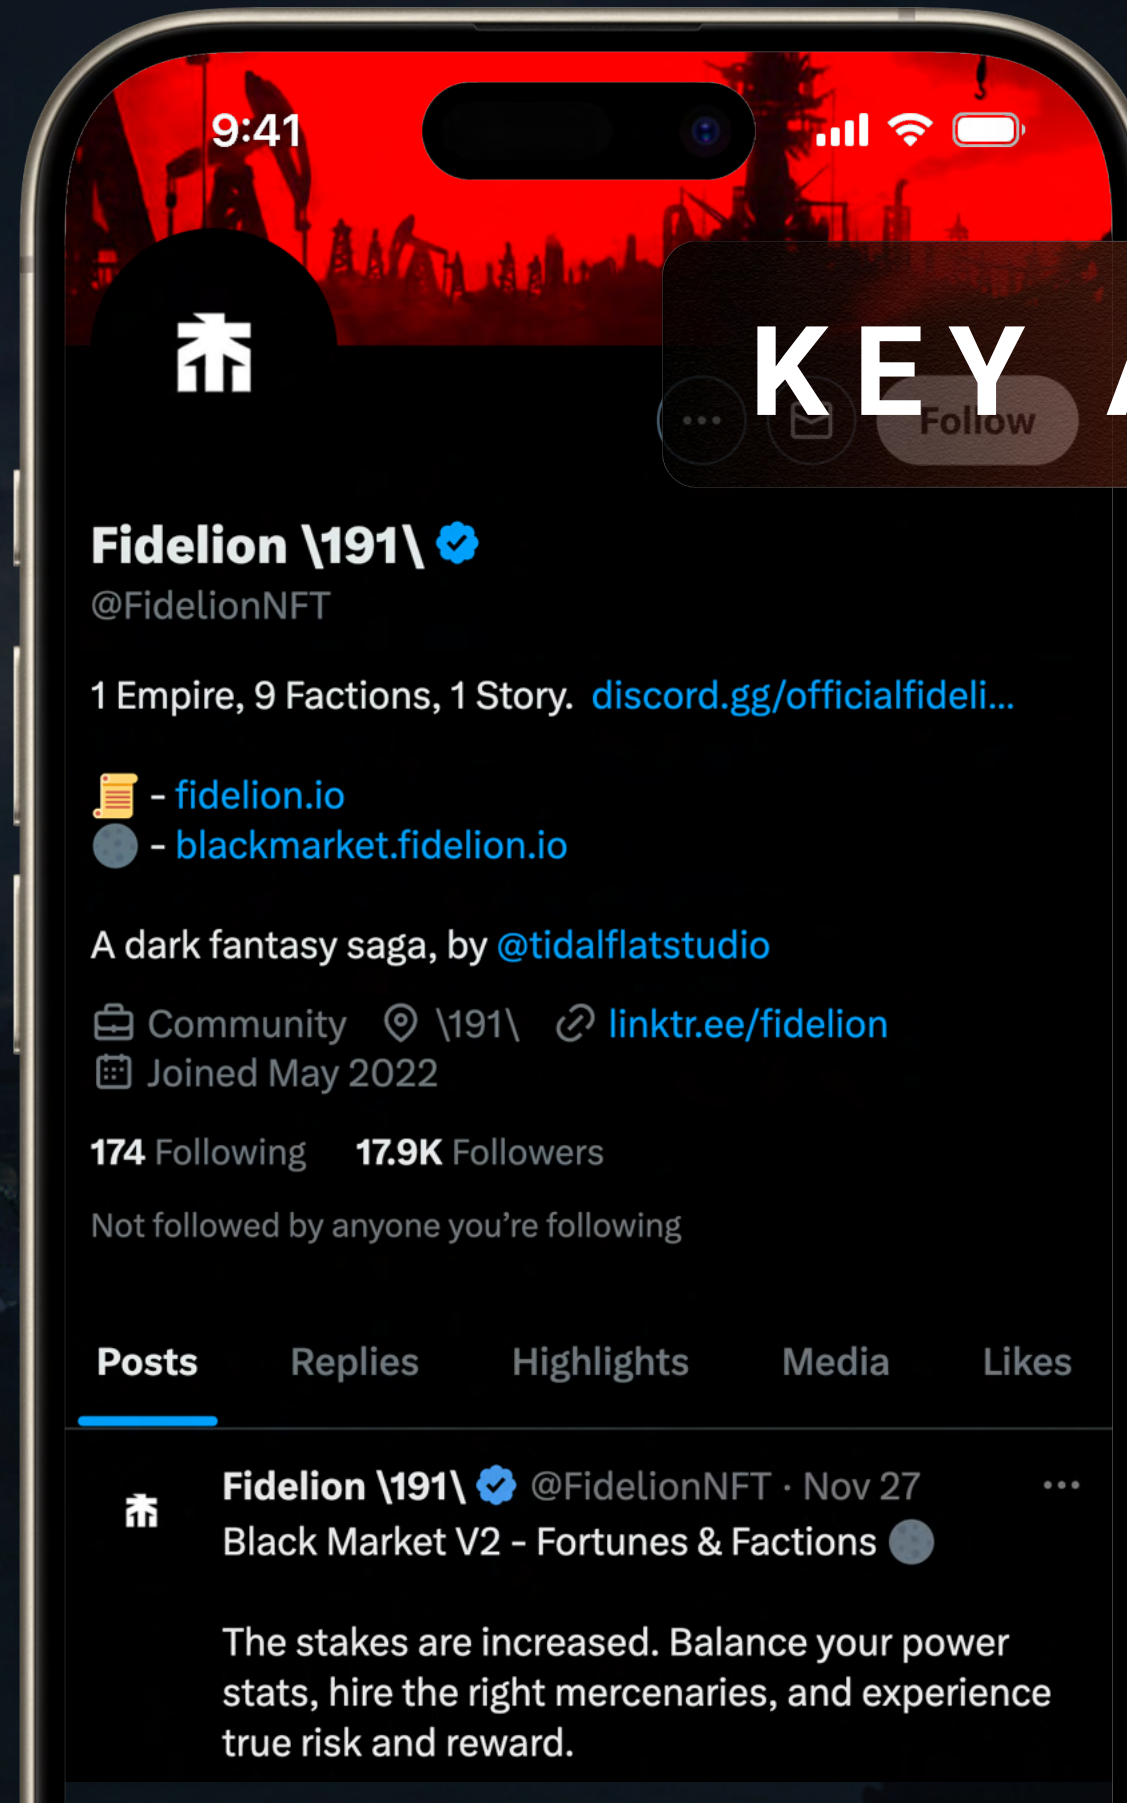 9:41
KEY A
Follow
Fidelion \191\
@FidelionNFT
1 Empire, 9 Factions, 1 Story. discord.gg/officialfideli...
- fidelion.io
- blackmarket.fidelion.io
A dark fantasy saga, by @tidalflatstudio
Community \191\ linktr.ee/fidelion
Joined May 2022
174 Following 17.9K Followers
Not followed by anyone you’re following
Posts Replies Highlights Media Likes
Fidelion \191\ @FidelionNFT · Nov 27
Black Market V2 - Fortunes & Factions
The stakes are increased. Balance your power
stats, hire the right mercenaries, and experience
true risk and reward.